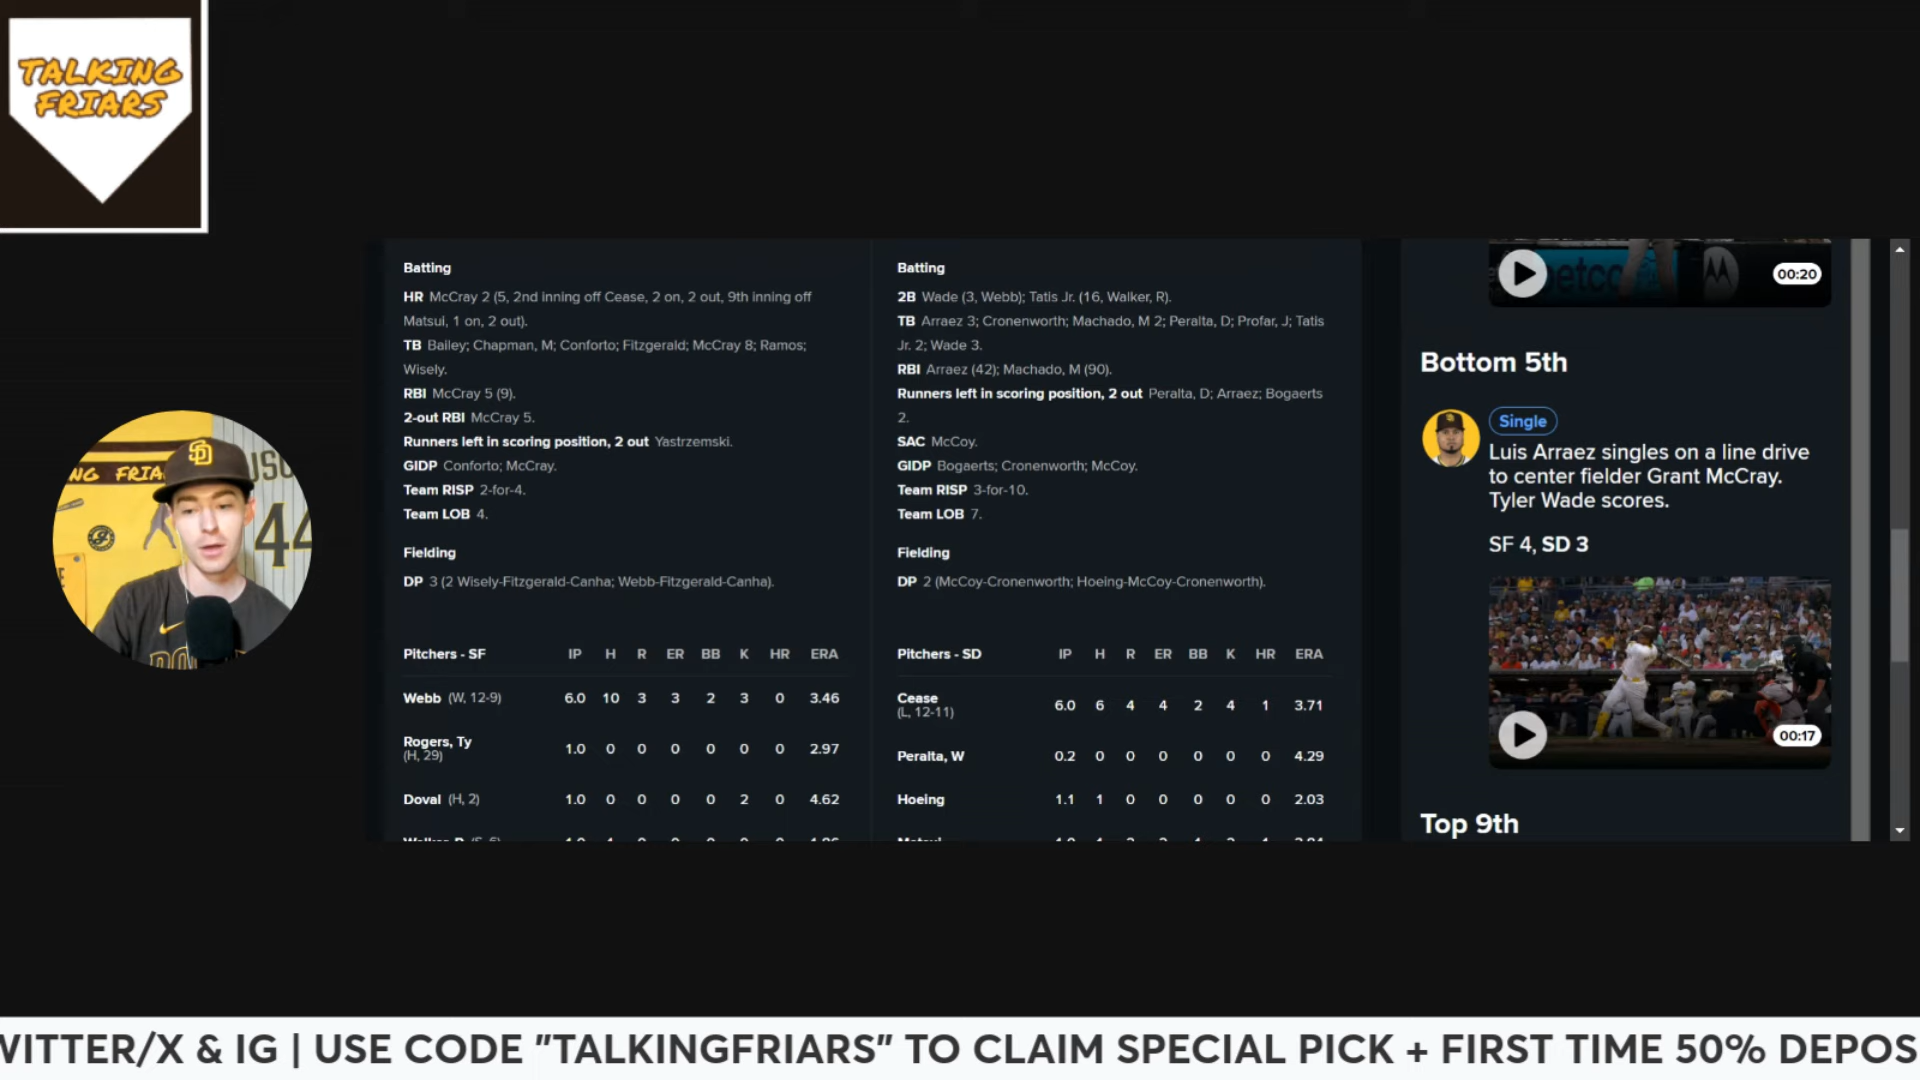 TALKING
FRIARS
Batting
HR McCray 2 (5, 2nd inning off Cease, 2 on, 2 out, 9th inning off
Matsui, 1 on, 2 out).
TB Bailey; Chapman, M; Conforto; Fitzgerald; McCray 8; Ramos;
Wisely.
RBI McCray 5 (9).
2-out RBI McCray 5.
Runners left in scoring position, 2 out Yastrzemski.
GIDP Conforto; McCray.
Team RISP 2-for-4.
Team LOB 4.
Fielding
DP 3 (2 Wisely-Fitzgerald-Canha; Webb-Fitzgerald-Canha).
Pitchers - SF IP H R ER BB K HR ERA
Webb (W, 12-9) 6.0 10 3 3 2 3 0 3.46
Rogers, Ty
(H, 29) 1.0 0 0 0 0 0 0 2.97
Doval (H, 2) 1.0 0 0 0 0 2 0 4.62
Batting
2B Wade (3, Webb); Tatis Jr. (16, Walker, R).
TB Arraez 3; Cronenworth; Machado, M 2; Peralta, D; Profar, J; Tatis
Jr. 2; Wade 3.
RBI Arraez (42); Machado, M (90).
Runners left in scoring position, 2 out Peralta, D; Arraez; Bogaerts
2.
SAC McCoy.
GIDP Bogaerts; Cronenworth; McCoy.
Team RISP 3-for-10.
Team LOB 7.
Fielding
DP 2 (McCoy-Cronenworth; Hoeing-McCoy-Cronenworth).
Pitchers - SD IP H R ER BB K HR ERA
Cease
(L, 12-11) 6.0 6 4 4 2 4 1 3.71
Peralta, W 0.2 0 0 0 0 0 0 4.29
Hoeing 1.1 1 0 0 0 0 0 2.03
petco
00:20
Bottom 5th
Single
Luis Arraez singles on a line drive
to center fielder Grant McCray.
Tyler Wade scores.
SF 4, SD 3
00:17
Top 9th
NG FRIA
SD
44
WITTER/X & IG | USE CODE "TALKINGFRIARS" TO CLAIM SPECIAL PICK + FIRST TIME 50% DEPOS